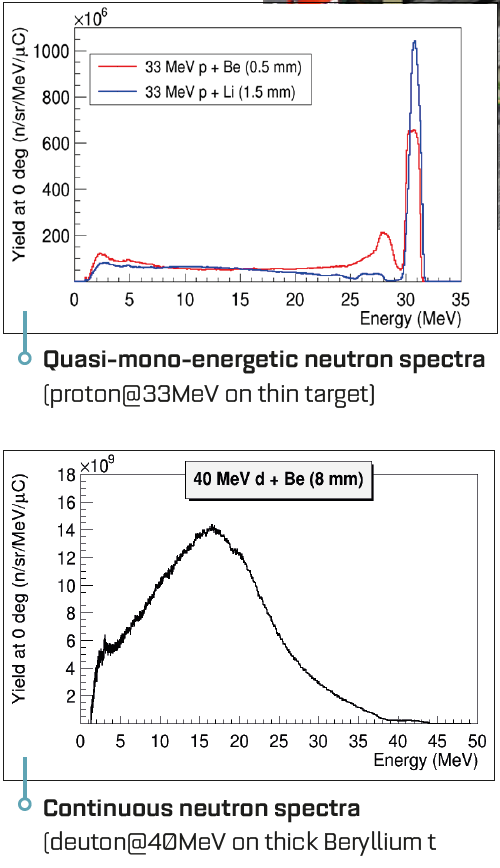 ×10⁶
Yield at 0 deg (n/sr/MeV/μC)
1000
800
600
400
200
33 MeV p + Be (0.5 mm)
33 MeV p + Li (1.5 mm)
0 5 10 15 20 25 30 35
Energy (MeV)
Quasi-mono-energetic neutron spectra
(proton@33MeV on thin target)
×10⁹
Yield at 0 deg (n/sr/MeV/μC)
18
16
14
12
10
8
6
4
2
40 MeV d + Be (8 mm)
0 5 10 15 20 25 30 35 40 45 50
Energy (MeV)
Continuous neutron spectra
(deuton@40MeV on thick Beryllium t